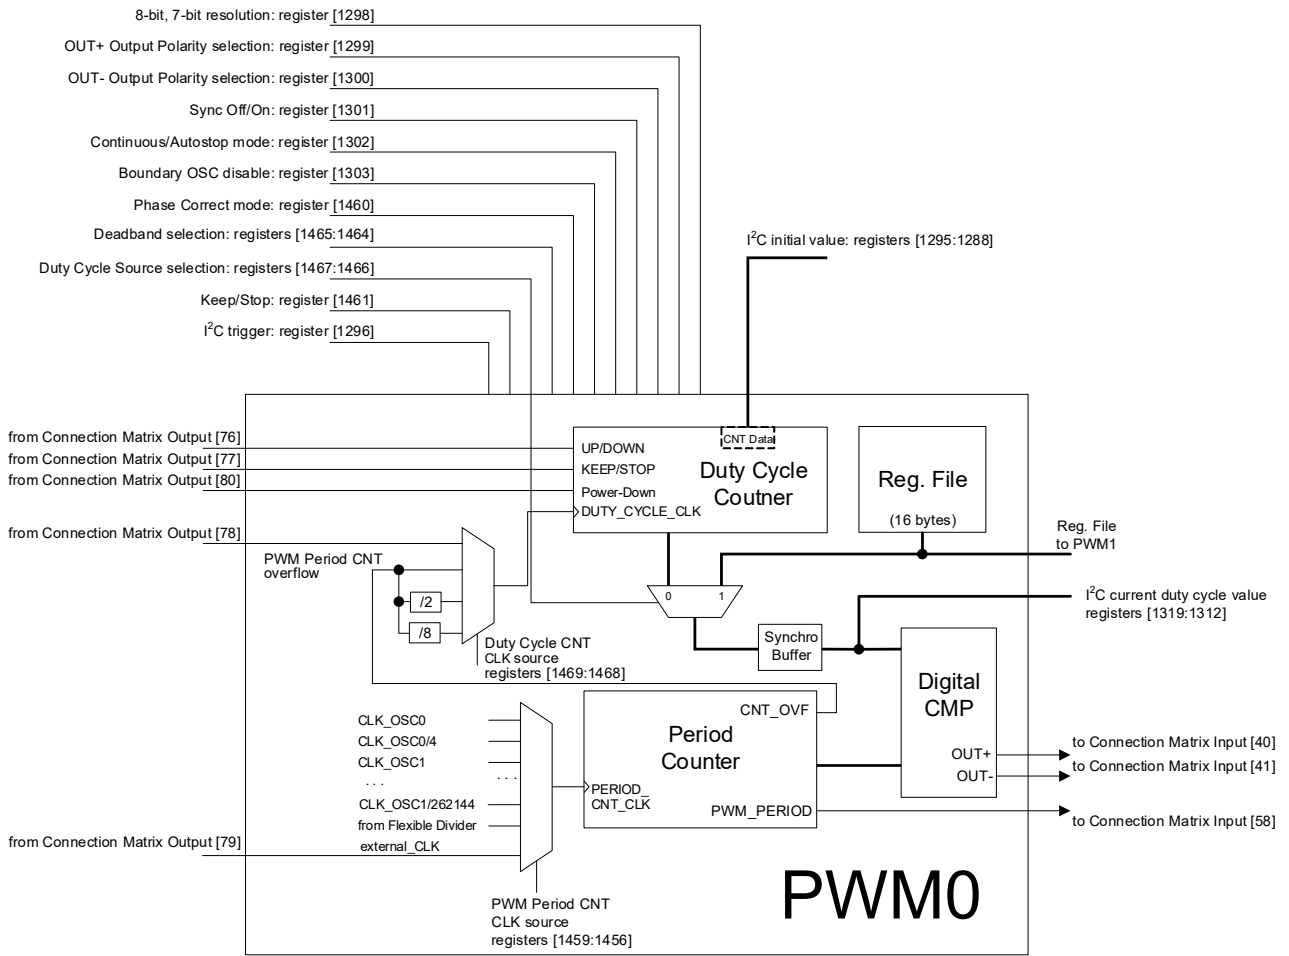 8-bit, 7-bit resolution: register [1298]
OUT+ Output Polarity selection: register [1299]
OUT- Output Polarity selection: register [1300]
Sync Off/On: register [1301]
Continuous/Autostop mode: register [1302]
Boundary OSC disable: register [1303]
Phase Correct mode: register [1460]
Deadband selection: registers [1465:1464]
Duty Cycle Source selection: registers [1467:1466]
Keep/Stop: register [1461]
I2C trigger: register [1296]
I2C initial value: registers [1295:1288]
from Connection Matrix Output [76]
from Connection Matrix Output [77]
from Connection Matrix Output [80]
from Connection Matrix Output [78]
UP/DOWN
KEEP/STOP
Power-Down
DUTY_CYCLE_CLK
CNT Data
Duty Cycle
Coutner
Reg. File
(16 bytes)
Reg. File
to PWM1
PWM Period CNT
overflow
/2
/8
Duty Cycle CNT
CLK source
registers [1469:1468]
0
1
Synchro
Buffer
I2C current duty cycle value
registers [1319:1312]
Digital
CMP
OUT+
OUT-
to Connection Matrix Input [40]
to Connection Matrix Input [41]
to Connection Matrix Input [58]
CNT_OVF
Period
Counter
PERIOD_
CNT_CLK
PWM_PERIOD
CLK_OSC0
CLK_OSC0/4
CLK_OSC1
. . .
. . .
CLK_OSC1/262144
from Flexible Divider
external_CLK
from Connection Matrix Output [79]
PWM Period CNT
CLK source
registers [1459:1456]
PWM0